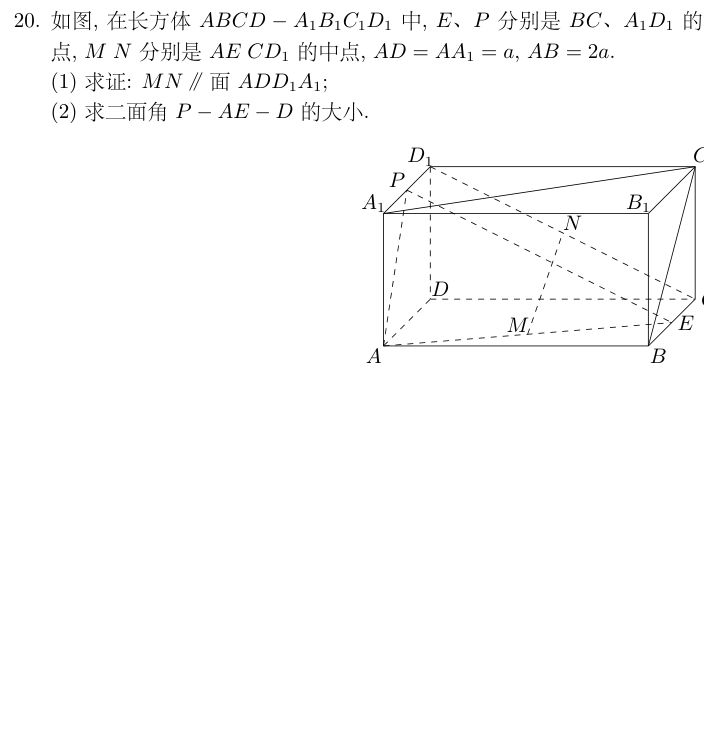 20. 如图, 在长方体 ABCD − A₁B₁C₁D₁ 中, E、P 分别是 BC、A₁D₁ 的
点, M N 分别是 AE CD₁ 的中点, AD = AA₁ = a, AB = 2a.
(1) 求证: MN ∥ 面 ADD₁A₁;
(2) 求二面角 P − AE − D 的大小.
D₁
P
A₁
B₁
N
D
M
E
A
B